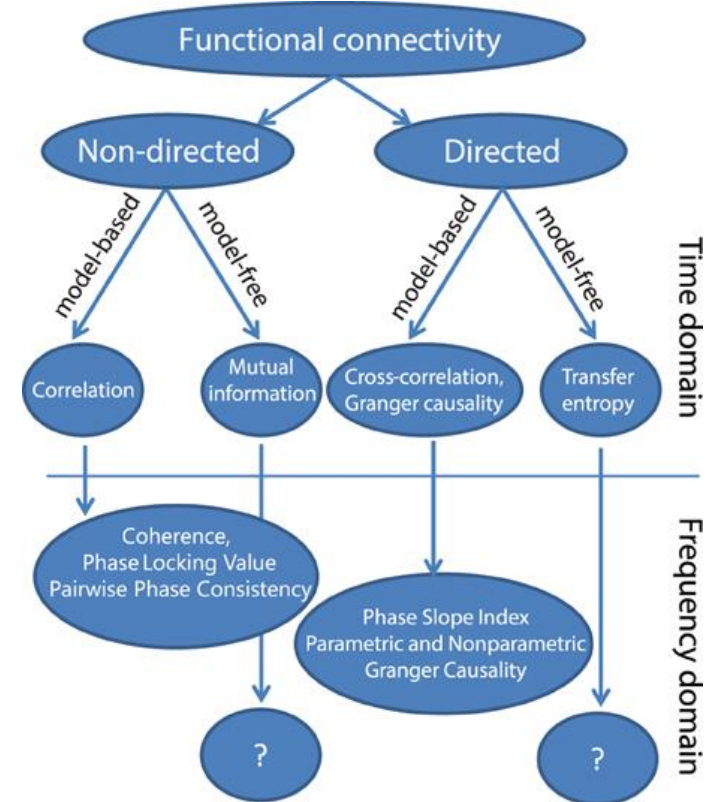 Functional connectivity
Non-directed
Directed
model-based
model-free
model-based
model-free
Time domain
Correlation
Mutual
information
Cross-correlation,
Granger causality
Transfer
entropy
Coherence,
Phase Locking Value
Pairwise Phase Consistency
Phase Slope Index
Parametric and Nonparametric
Granger Causality
Frequency domain
?
?